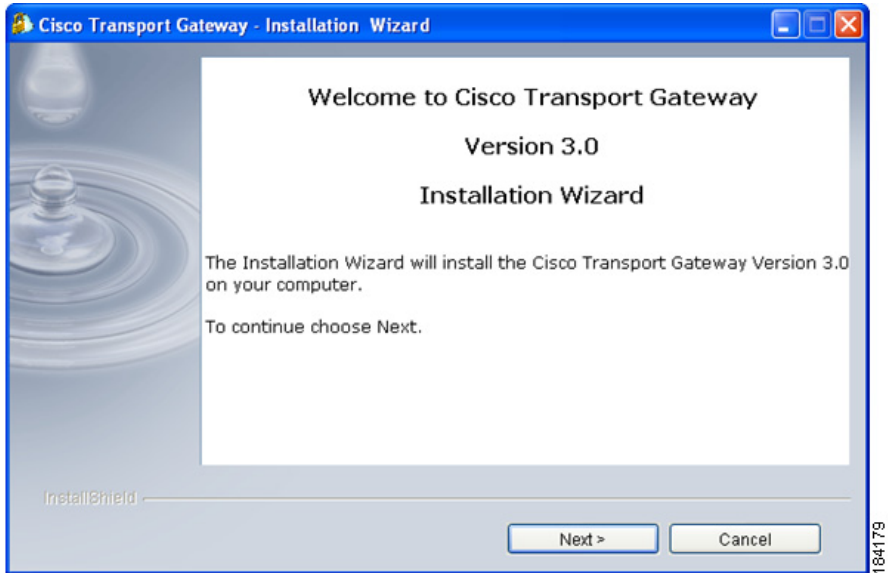 Cisco Transport Gateway - Installation Wizard
Welcome to Cisco Transport Gateway
Version 3.0
Installation Wizard
The Installation Wizard will install the Cisco Transport Gateway Version 3.0
on your computer.
To continue choose Next.
InstallShield
Next >
Cancel
184179